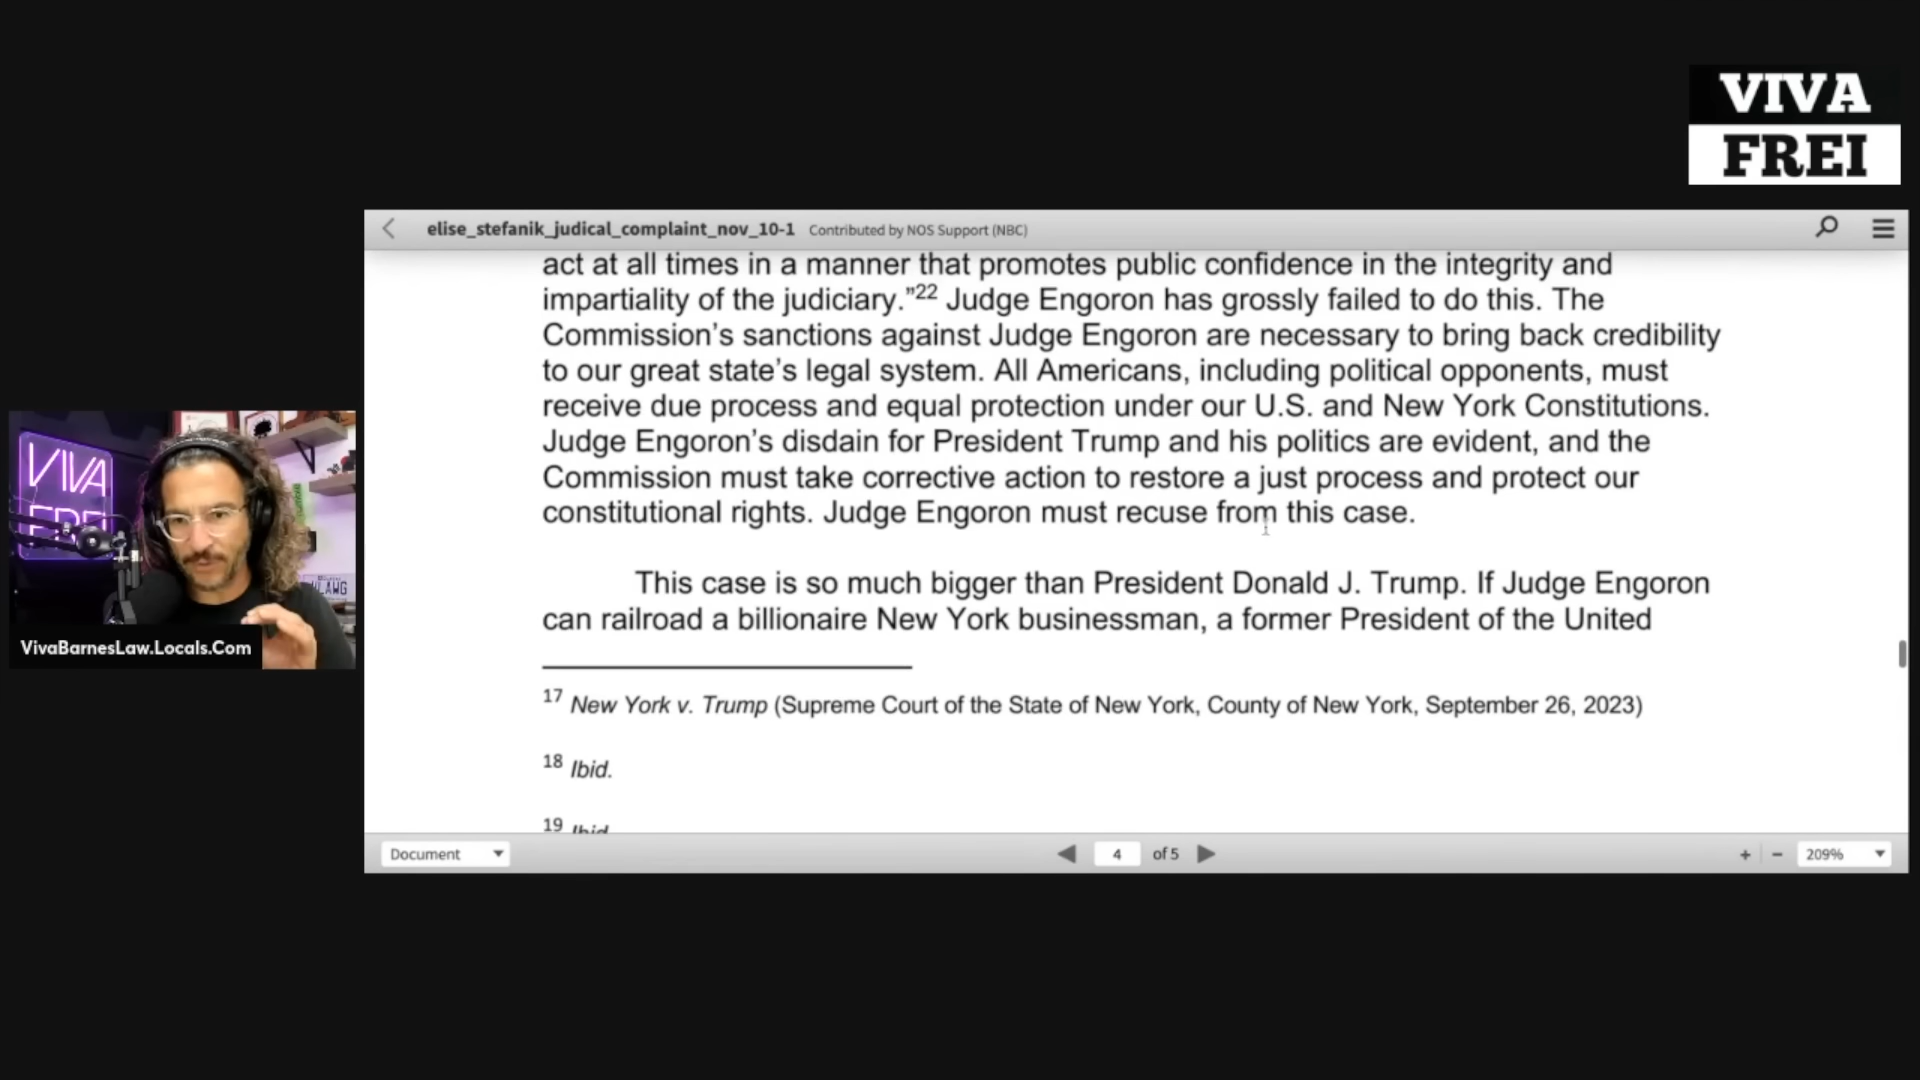 VIVA
FREI
elise_stefanik_judical_complaint_nov_10-1 Contributed by NOS Support (NBC)
act at all times in a manner that promotes public confidence in the integrity and
impartiality of the judiciary.”22 Judge Engoron has grossly failed to do this. The
Commission’s sanctions against Judge Engoron are necessary to bring back credibility
to our great state’s legal system. All Americans, including political opponents, must
receive due process and equal protection under our U.S. and New York Constitutions.
Judge Engoron’s disdain for President Trump and his politics are evident, and the
Commission must take corrective action to restore a just process and protect our
constitutional rights. Judge Engoron must recuse from this case.
This case is so much bigger than President Donald J. Trump. If Judge Engoron
can railroad a billionaire New York businessman, a former President of the United
17 New York v. Trump (Supreme Court of the State of New York, County of New York, September 26, 2023)
18 Ibid.
19 Ibid
Document 4 of 5 + − 209%
VIVA
FREI
VivaBarnesLaw.Locals.Com